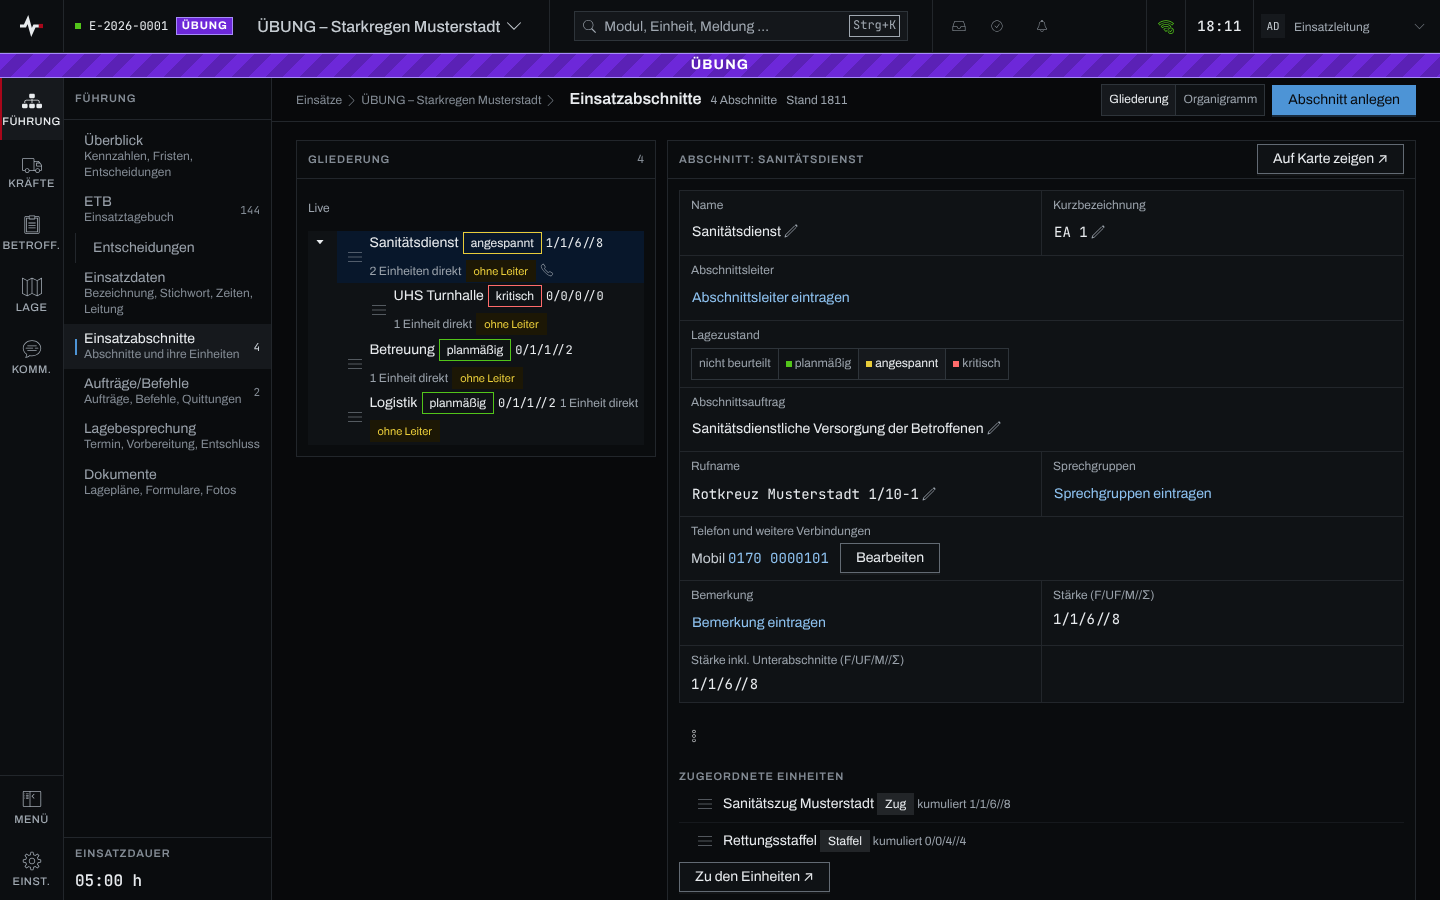 E-2026-0001 ÜBUNG ÜBUNG – Starkregen Musterstadt Modul, Einheit, Meldung ... Strg+K 18:11 AD Einsatzleitung
ÜBUNG
FÜHRUNG
KRÄFTE
BETROFF.
LAGE
KOMM.
MENÜ
EINST.
FÜHRUNG
Überblick
Kennzahlen, Fristen,
Entscheidungen
ETB
Einsatztagebuch 144
Entscheidungen
Einsatzdaten
Bezeichnung, Stichwort, Zeiten,
Leitung
Einsatzabschnitte
Abschnitte und ihre Einheiten 4
Aufträge/Befehle
Aufträge, Befehle, Quittungen 2
Lagebesprechung
Termin, Vorbereitung, Entschluss
Dokumente
Lagepläne, Formulare, Fotos
EINSATZDAUER
05:00 h
Einsätze ÜBUNG – Starkregen Musterstadt Einsatzabschnitte 4 Abschnitte Stand 1811 Gliederung Organigramm Abschnitt anlegen
GLIEDERUNG 4
Live
Sanitätsdienst angespannt 1/1/6//8
2 Einheiten direkt ohne Leiter
UHS Turnhalle kritisch 0/0/0//0
1 Einheit direkt ohne Leiter
Betreuung planmäßig 0/1/1//2
1 Einheit direkt ohne Leiter
Logistik planmäßig 0/1/1//2 1 Einheit direkt
ohne Leiter
ABSCHNITT: SANITÄTSDIENST Auf Karte zeigen ↗
Name Kurzbezeichnung
Sanitätsdienst EA 1
Abschnittsleiter
Abschnittsleiter eintragen
Lagezustand
nicht beurteilt planmäßig angespannt kritisch
Abschnittsauftrag
Sanitätsdienstliche Versorgung der Betroffenen
Rufname Sprechgruppen
Rotkreuz Musterstadt 1/10-1 Sprechgruppen eintragen
Telefon und weitere Verbindungen
Mobil 0170 0000101 Bearbeiten
Bemerkung Stärke (F/UF/M//Σ)
Bemerkung eintragen 1/1/6//8
Stärke inkl. Unterabschnitte (F/UF/M//Σ)
1/1/6//8
ZUGEORDNETE EINHEITEN
Sanitätszug Musterstadt Zug kumuliert 1/1/6//8
Rettungsstaffel Staffel kumuliert 0/0/4//4
Zu den Einheiten ↗